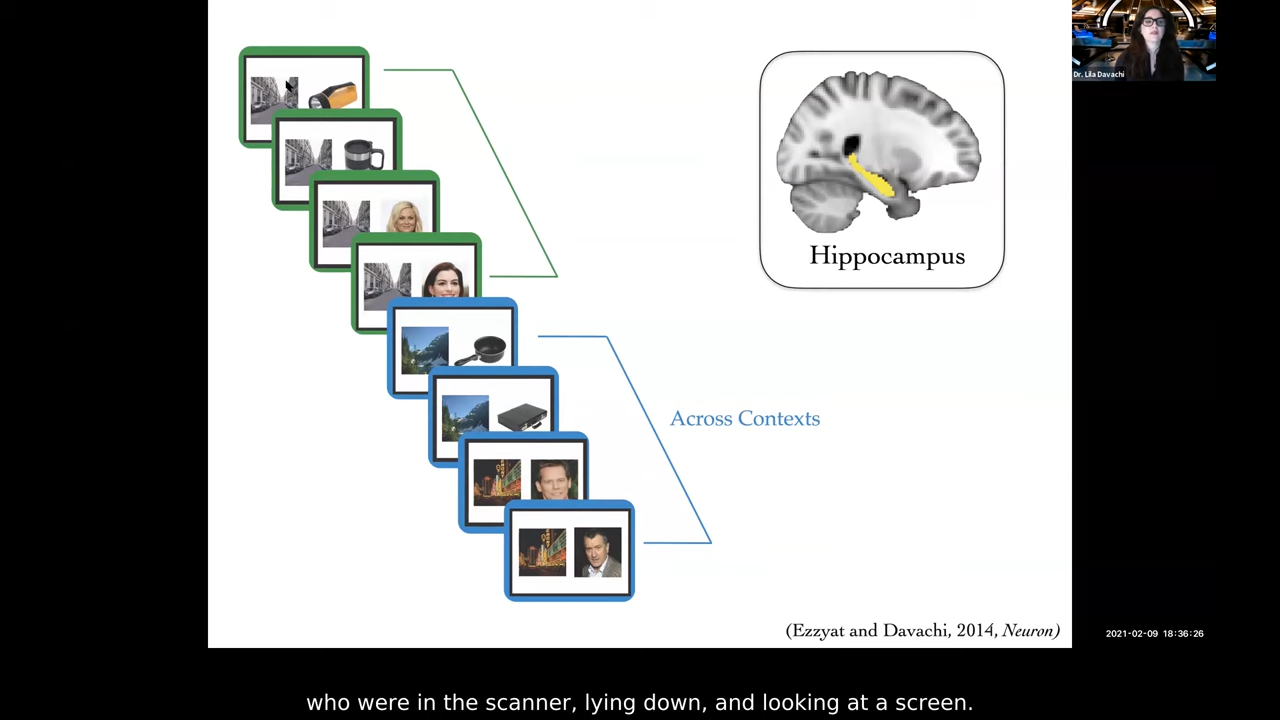 Dr. Lila Davachi
Hippocampus
Across Contexts
(Ezzyat and Davachi, 2014, Neuron)
2021-02-09 18:36:26
who were in the scanner, lying down, and looking at a screen.